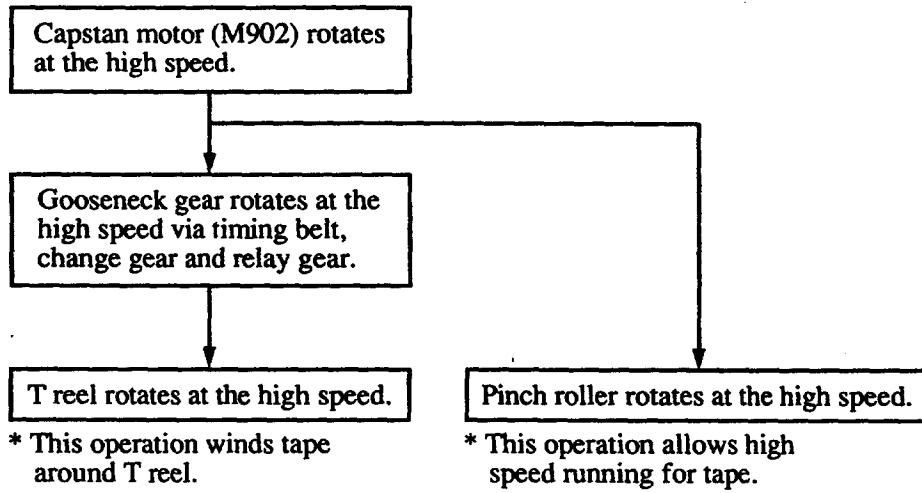 Capstan motor (M902) rotates
at the high speed.
Gooseneck gear rotates at the
high speed via timing belt,
change gear and relay gear.
T reel rotates at the high speed.
* This operation winds tape
around T reel.
Pinch roller rotates at the high speed.
* This operation allows high
speed running for tape.